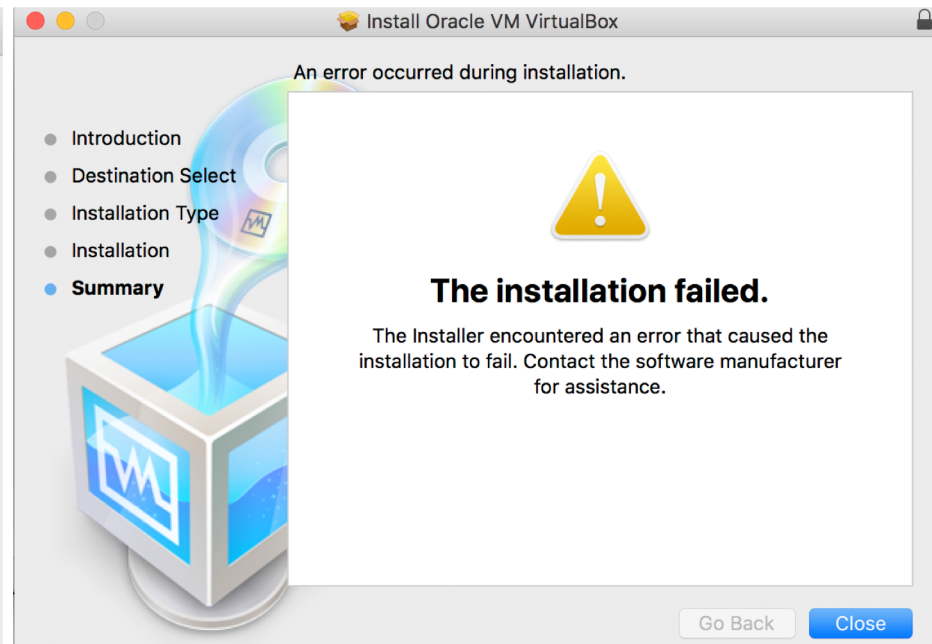 Install Oracle VM VirtualBox
An error occurred during installation.
Introduction
Destination Select
Installation Type
Installation
Summary
The installation failed.
The Installer encountered an error that caused the
installation to fail. Contact the software manufacturer
for assistance.
Go Back
Close